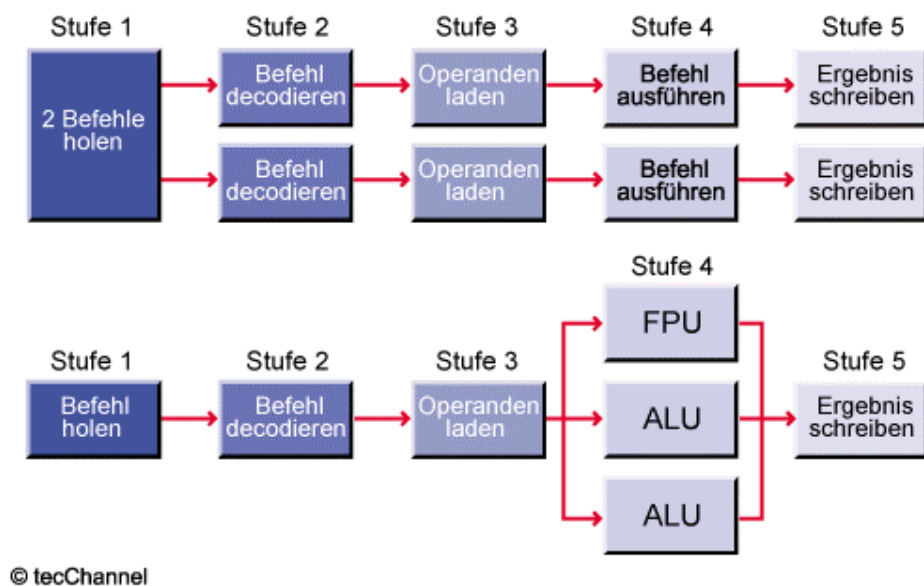 Stufe 1 Stufe 2 Stufe 3 Stufe 4 Stufe 5
2 Befehle
holen
Befehl
decodieren
Operanden
laden
Befehl
ausführen
Ergebnis
schreiben
Befehl
decodieren
Operanden
laden
Befehl
ausführen
Ergebnis
schreiben
Stufe 4
FPU
Stufe 1 Stufe 2 Stufe 3 Stufe 5
Befehl
holen
Befehl
decodieren
Operanden
laden
ALU
Ergebnis
schreiben
ALU
© tecChannel